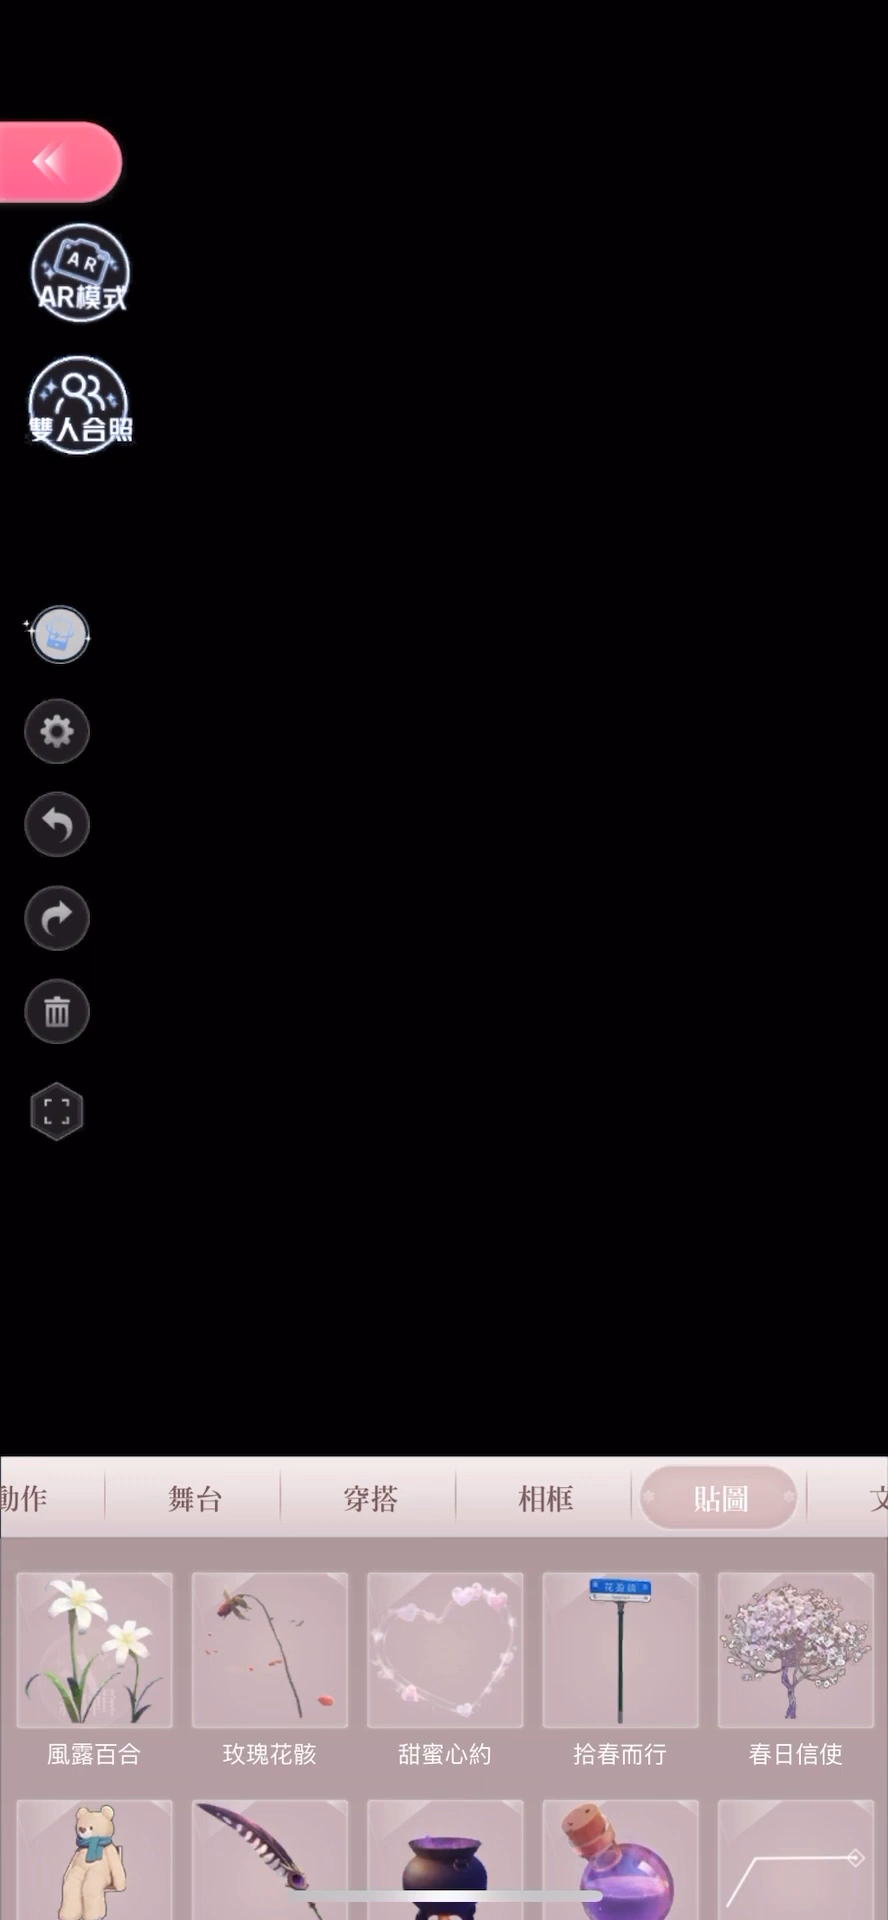 AR
AR模式
雙人合照
動作
舞台
穿搭
相框
貼圖
文
風露百合
玫瑰花骸
甜蜜心約
拾春而行
春日信使